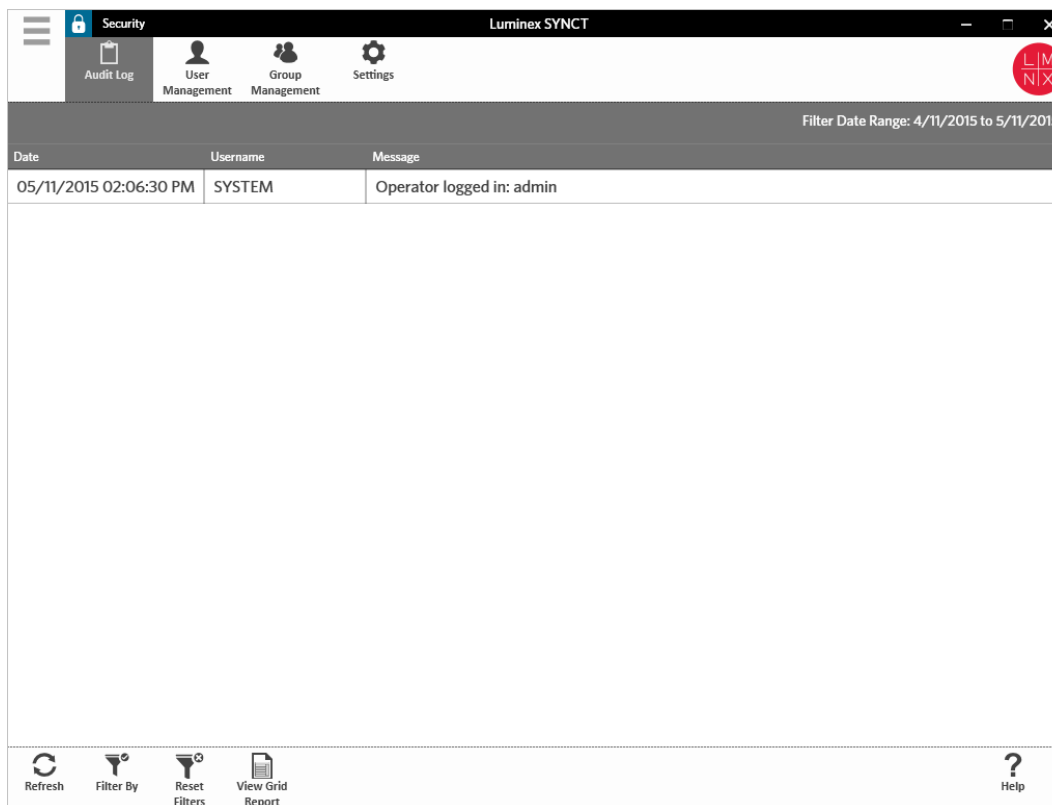 Security
Luminex SYNCT
Audit Log
User
Management
Group
Management
Settings
L M
N X
Filter Date Range: 4/11/2015 to 5/11/201
Date Username Message
05/11/2015 02:06:30 PM SYSTEM Operator logged in: admin
Refresh
Filter By
Reset
Filters
View Grid
Report
Help